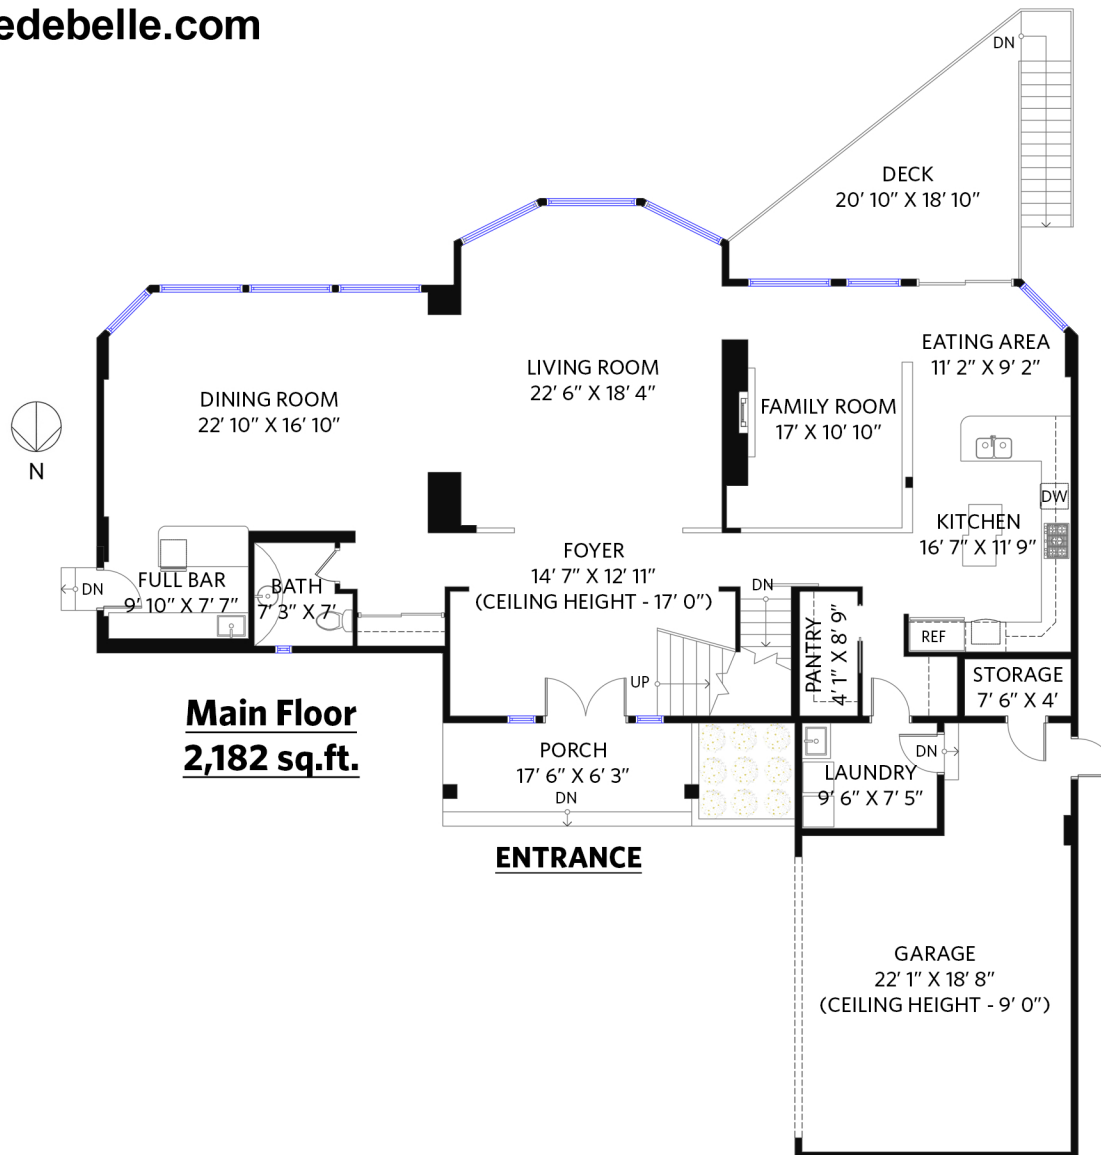 edebelle.com
DN
DECK
20' 10" X 18' 10"
EATING AREA
11' 2" X 9' 2"
LIVING ROOM
22' 6" X 18' 4"
DINING ROOM
22' 10" X 16' 10"
FAMILY ROOM
17' X 10' 10"
N
DW
KITCHEN
16' 7" X 11' 9"
FOYER
14' 7" X 12' 11"
(CEILING HEIGHT - 17' 0")
DN
FULL BAR
9' 10" X 7' 7"
BATH
7' 3" X 7'
DN
REF
PANTRY
4' 1" X 8' 9"
UP
STORAGE
7' 6" X 4'
Main Floor
2,182 sq.ft.
PORCH
17' 6" X 6' 3"
DN
DN
LAUNDRY
9' 6" X 7' 5"
ENTRANCE
GARAGE
22' 1" X 18' 8"
(CEILING HEIGHT - 9' 0")